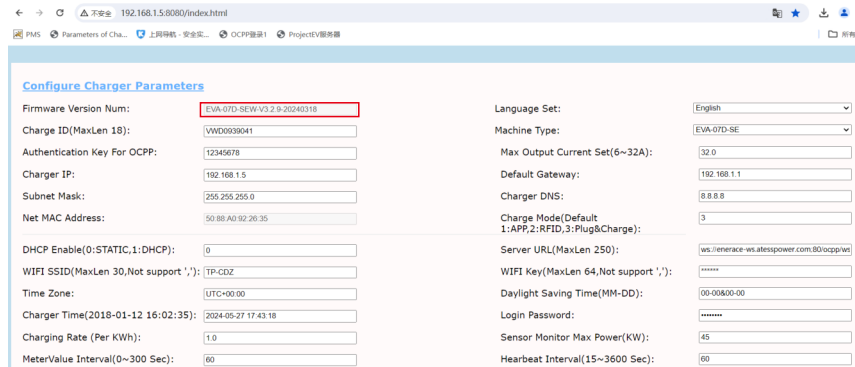 不安全 192.168.1.5:8080/index.html
PMS Parameters of Cha... 上网导航 - 安全实... OCPP登录1 ProjectEV服务器 所有
Configure Charger Parameters
Firmware Version Num: EVA-07D-SEW-V3.2.9-20240318 Language Set: English
Charge ID(MaxLen 18): VWD0939041 Machine Type: EVA-07D-SE
Authentication Key For OCPP: 12345678 Max Output Current Set(6~32A): 32.0
Charger IP: 192.168.1.5 Default Gateway: 192.168.1.1
Subnet Mask: 255.255.255.0 Charger DNS: 8.8.8.8
Net MAC Address: 50:88:A0:92:26:35 Charge Mode(Default
1:APP,2:RFID,3:Plug&Charge): 3
DHCP Enable(0:STATIC,1:DHCP): 0 Server URL(MaxLen 250): ws://enerace-ws.atesspower.com:80/ocpp/ws
WIFI SSID(MaxLen 30,Not support ','): TP-CDZ WIFI Key(MaxLen 64,Not support ','): ******
Time Zone: UTC+00:00 Daylight Saving Time(MM-DD): 00-00&00-00
Charger Time(2018-01-12 16:02:35): 2024-05-27 17:43:18 Login Password: ••••••••
Charging Rate (Per KWh): 1.0 Sensor Monitor Max Power(KW): 45
MeterValue Interval(0~300 Sec): 60 Hearbeat Interval(15~3600 Sec): 60